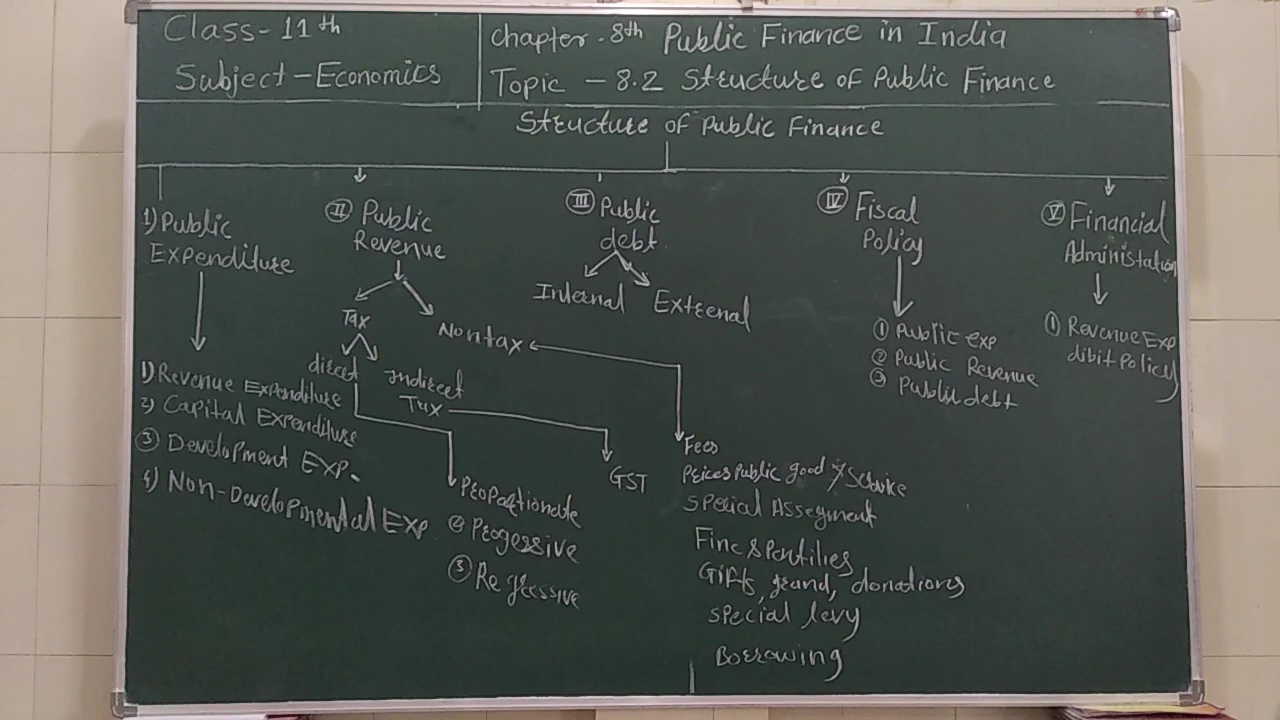 Class-11th
Subject-Economics
chapter.8th Public Finance in India
Topic - 8.2 Structure of Public Finance
Structure of Public Finance
1) Public
Expenditure
1) Revenue Expenditure
2) Capital Expenditure
③ Development Exp.
4) Non-Developmental Exp
II Public
Revenue
Tax
Nontax
direct
Indirect
Tax
Propartionate
② Progessive
③ Regressive
GST
Fees
Prices Public good / Service
Special Assegment
Fine & Pentilies
Gifts, grand, donations
special levy
Borrowing
III Public
debt
Internal External
IV Fiscal
Policy
① Public exp
② Public Revenue
③ Public debt
V Financial
Administation
① Revenue Exp
dibit Policy